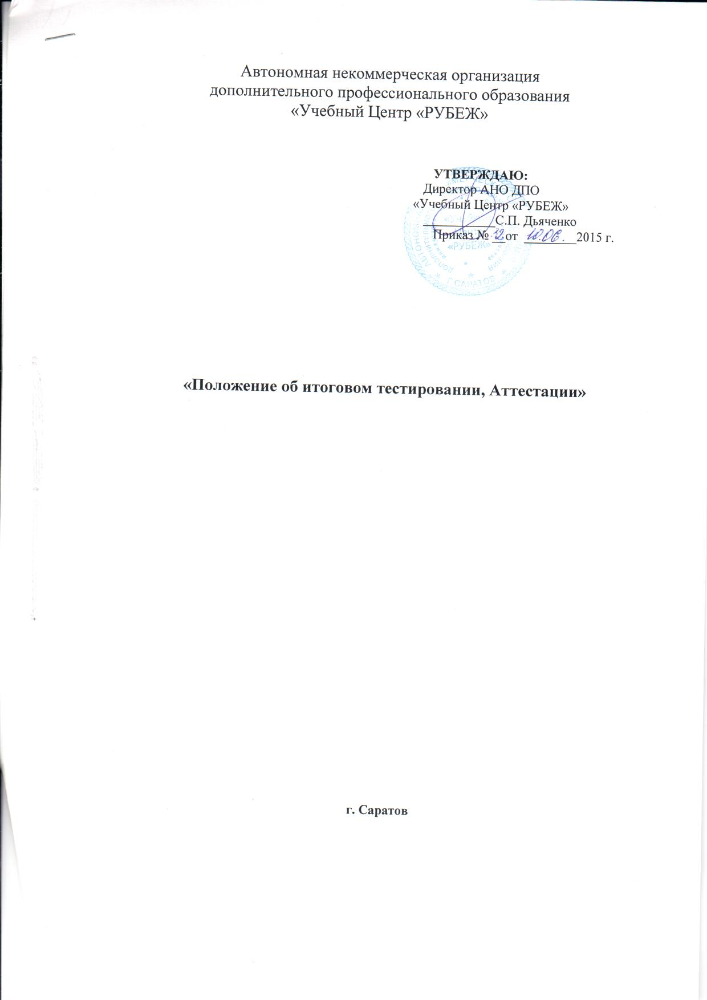 Автономная некоммерческая организация
дополнительного профессионального образования
«Учебный Центр «РУБЕЖ»
УТВЕРЖДАЮ:
Директор АНО ДПО
«Учебный Центр «РУБЕЖ»
___________С.П. Дьяченко
Приказ № 32 от 10.06. 2015 г.
«РУБЕЖ»
Г.САРАТОВ
«Положение об итоговом тестировании, Аттестации»
г. Саратов